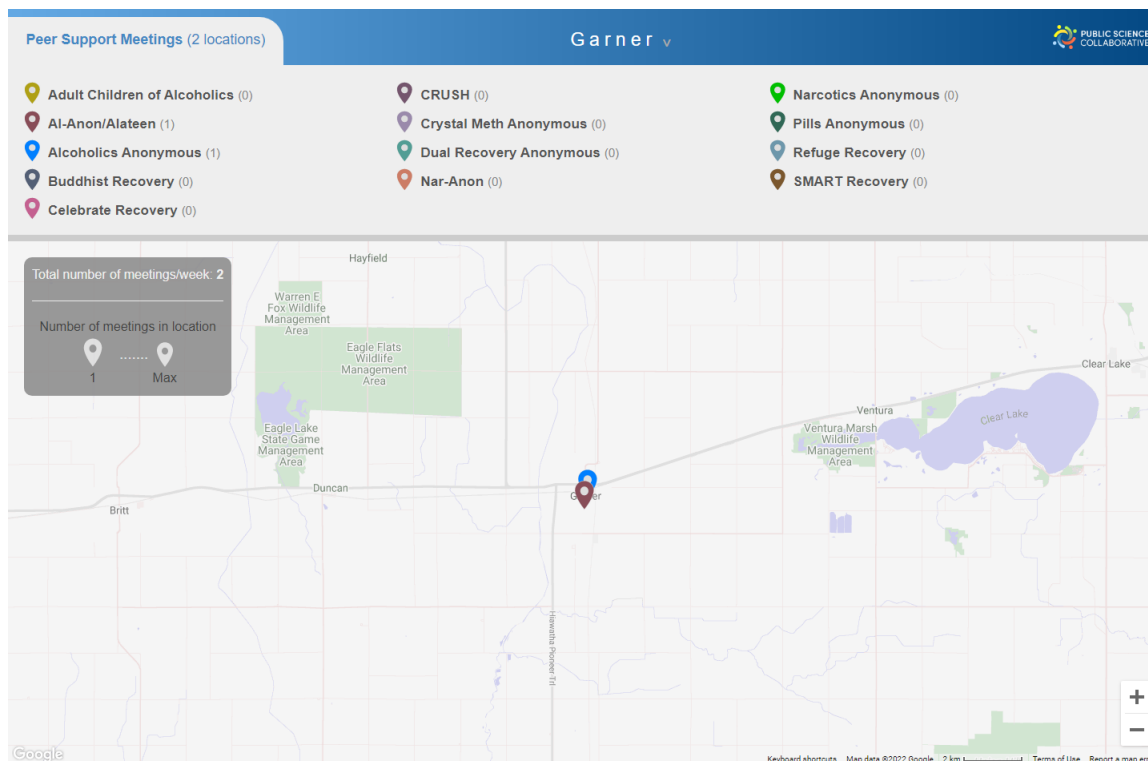 Peer Support Meetings (2 locations)
Garner v
PUBLIC SCIENCE
COLLABORATIVE
Adult Children of Alcoholics (0)
Al-Anon/Alateen (1)
Alcoholics Anonymous (1)
Buddhist Recovery (0)
Celebrate Recovery (0)
CRUSH (0)
Crystal Meth Anonymous (0)
Dual Recovery Anonymous (0)
Nar-Anon (0)
Narcotics Anonymous (0)
Pills Anonymous (0)
Refuge Recovery (0)
SMART Recovery (0)
Total number of meetings/week: 2
Number of meetings in location
.......
1
Max
Hayfield
Warren E
Fox Wildlife
Management
Area
Eagle Flats
Wildlife
Management
Area
Clear Lake
Ventura
Clear Lake
Ventura Marsh
Wildlife
Management
Area
Eagle Lake
State Game
Management
Area
Duncan
Britt
Hiawatha Pioneer Trl
Google
Keyboard shortcuts
Map data ©2022 Google
2 km
Terms of Use
Report a map